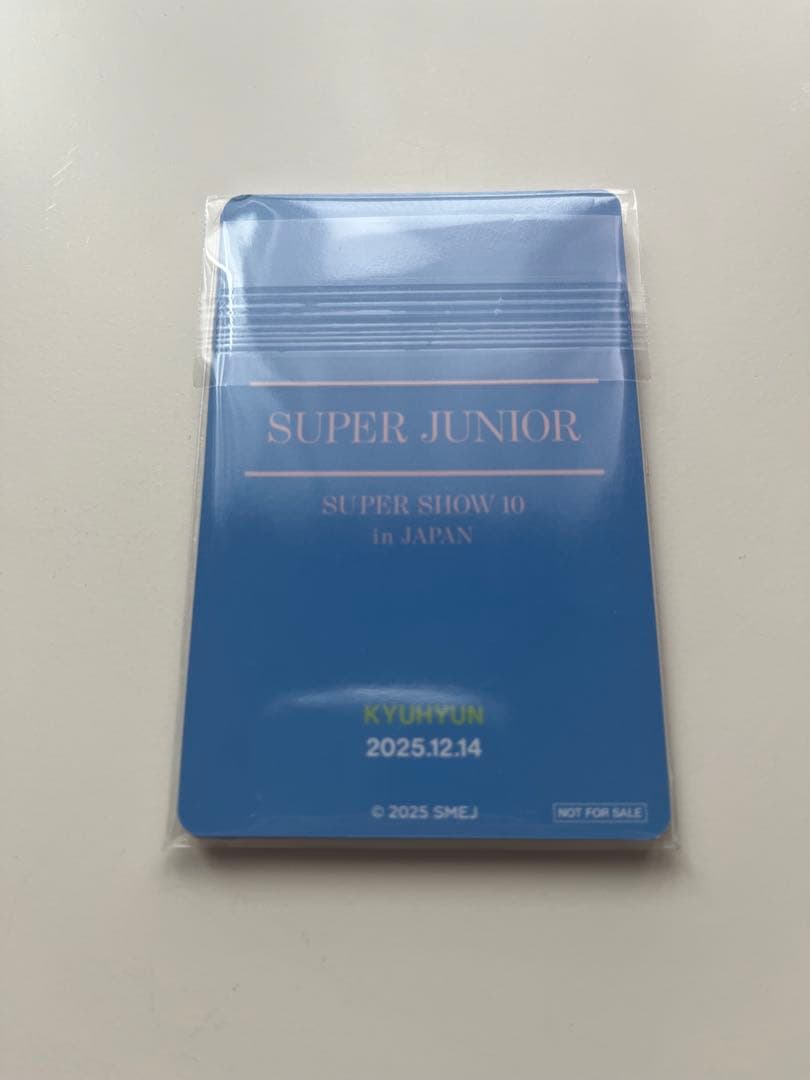 SUPER JUNIOR
SUPER SHOW 10
in JAPAN
KYUHYUN
2025.12.14
© 2025 SMEJ
NOT FOR SALE